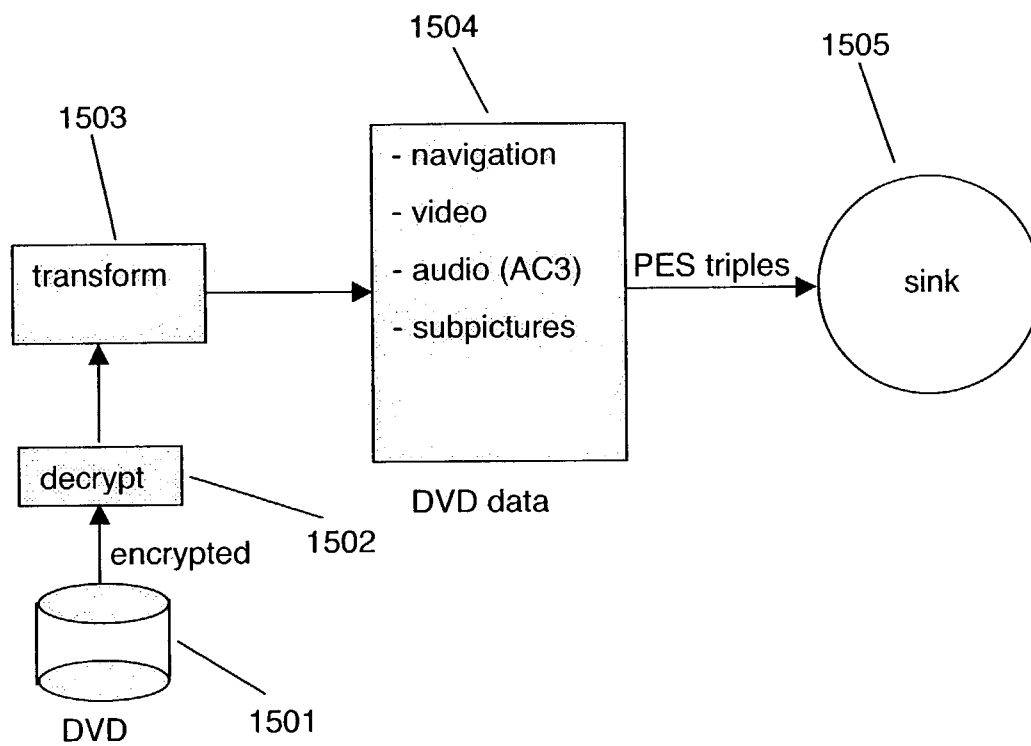 1504
1505
1503
- navigation
- video
- audio (AC3)
- subpictures
transform
PES triples
sink
decrypt
DVD data
1502
encrypted
1501
DVD